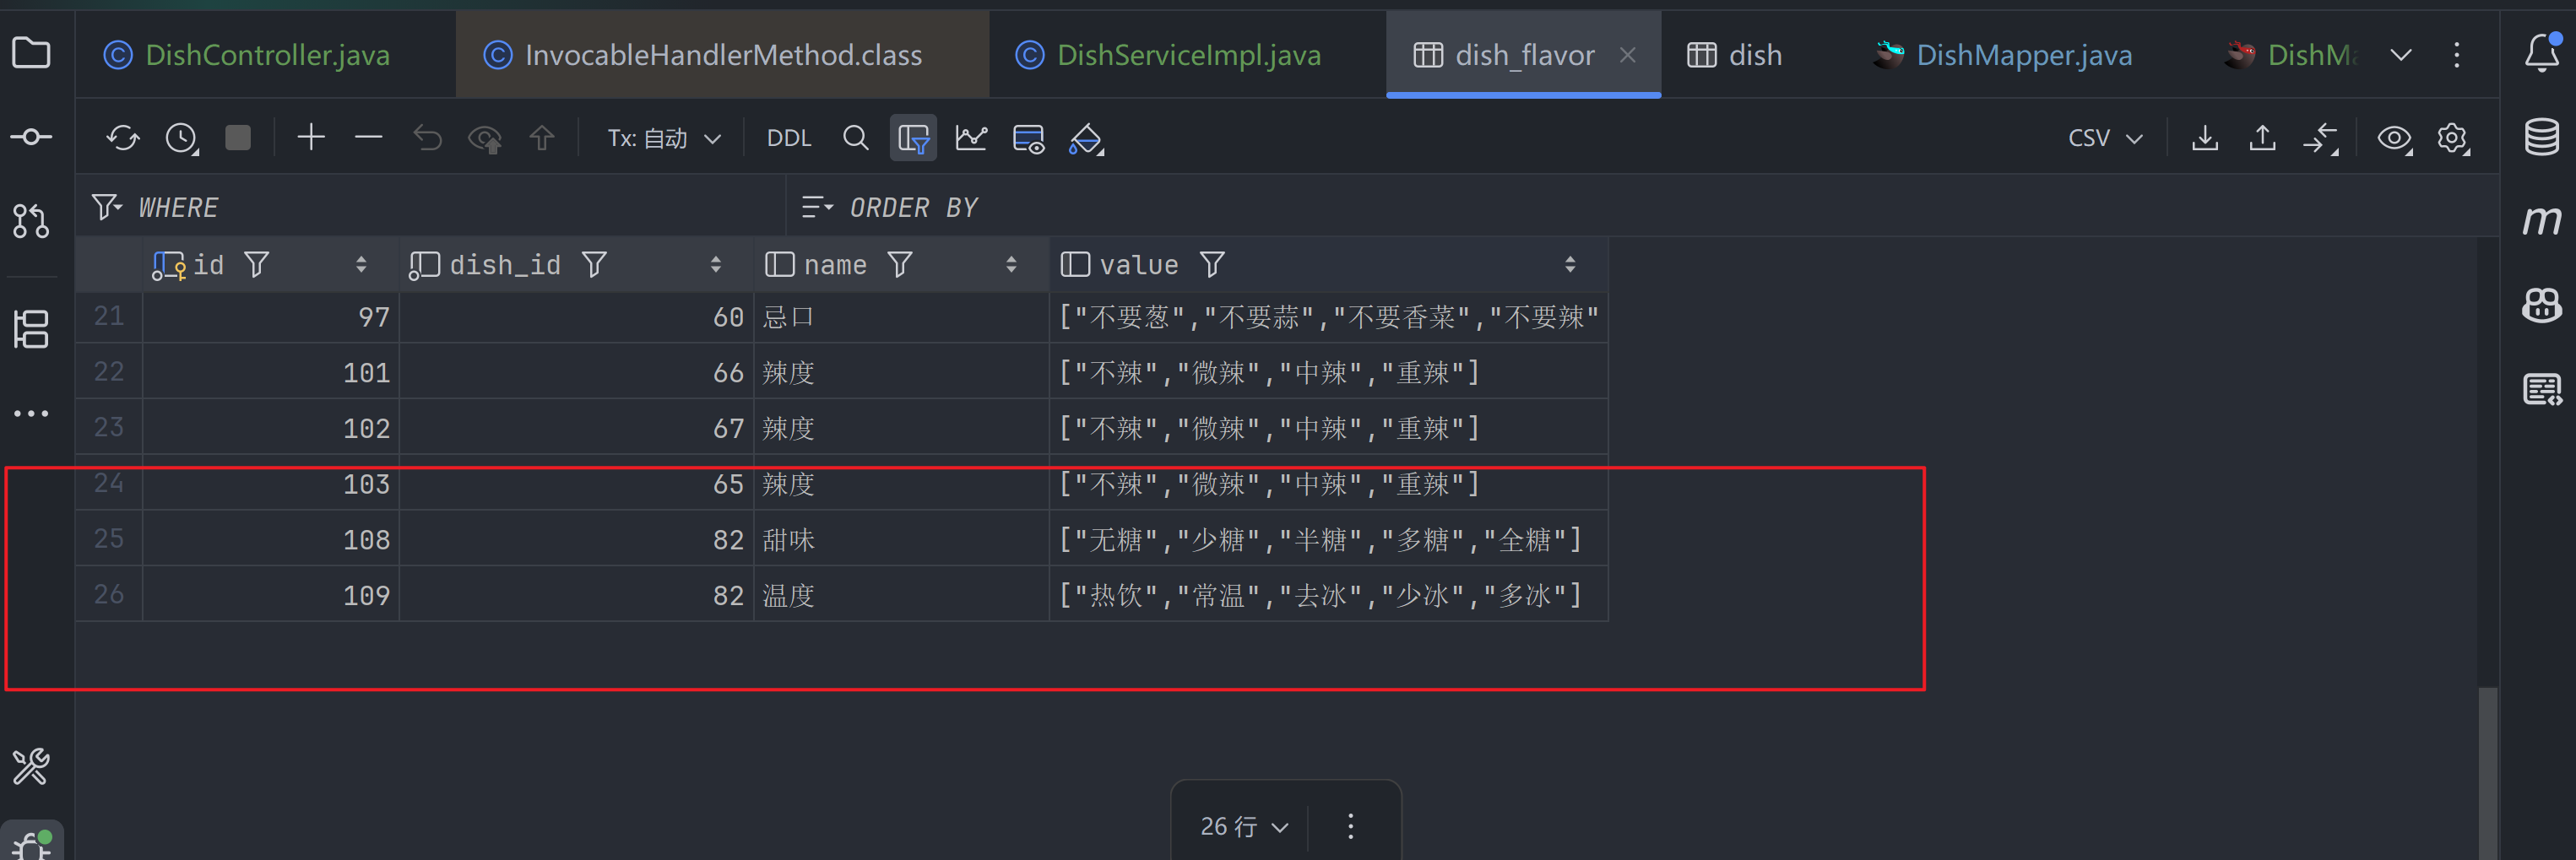 DishController.java InvocableHandlerMethod.class DishServiceImpl.java dish_flavor dish DishMapper.java DishMa
Tx: 自动 DDL CSV
WHERE ORDER BY
id dish_id name value
21 97 60 忌口 ["不要葱","不要蒜","不要香菜","不要辣"
22 101 66 辣度 ["不辣","微辣","中辣","重辣"]
23 102 67 辣度 ["不辣","微辣","中辣","重辣"]
24 103 65 辣度 ["不辣","微辣","中辣","重辣"]
25 108 82 甜味 ["无糖","少糖","半糖","多糖","全糖"]
26 109 82 温度 ["热饮","常温","去冰","少冰","多冰"]
26 行